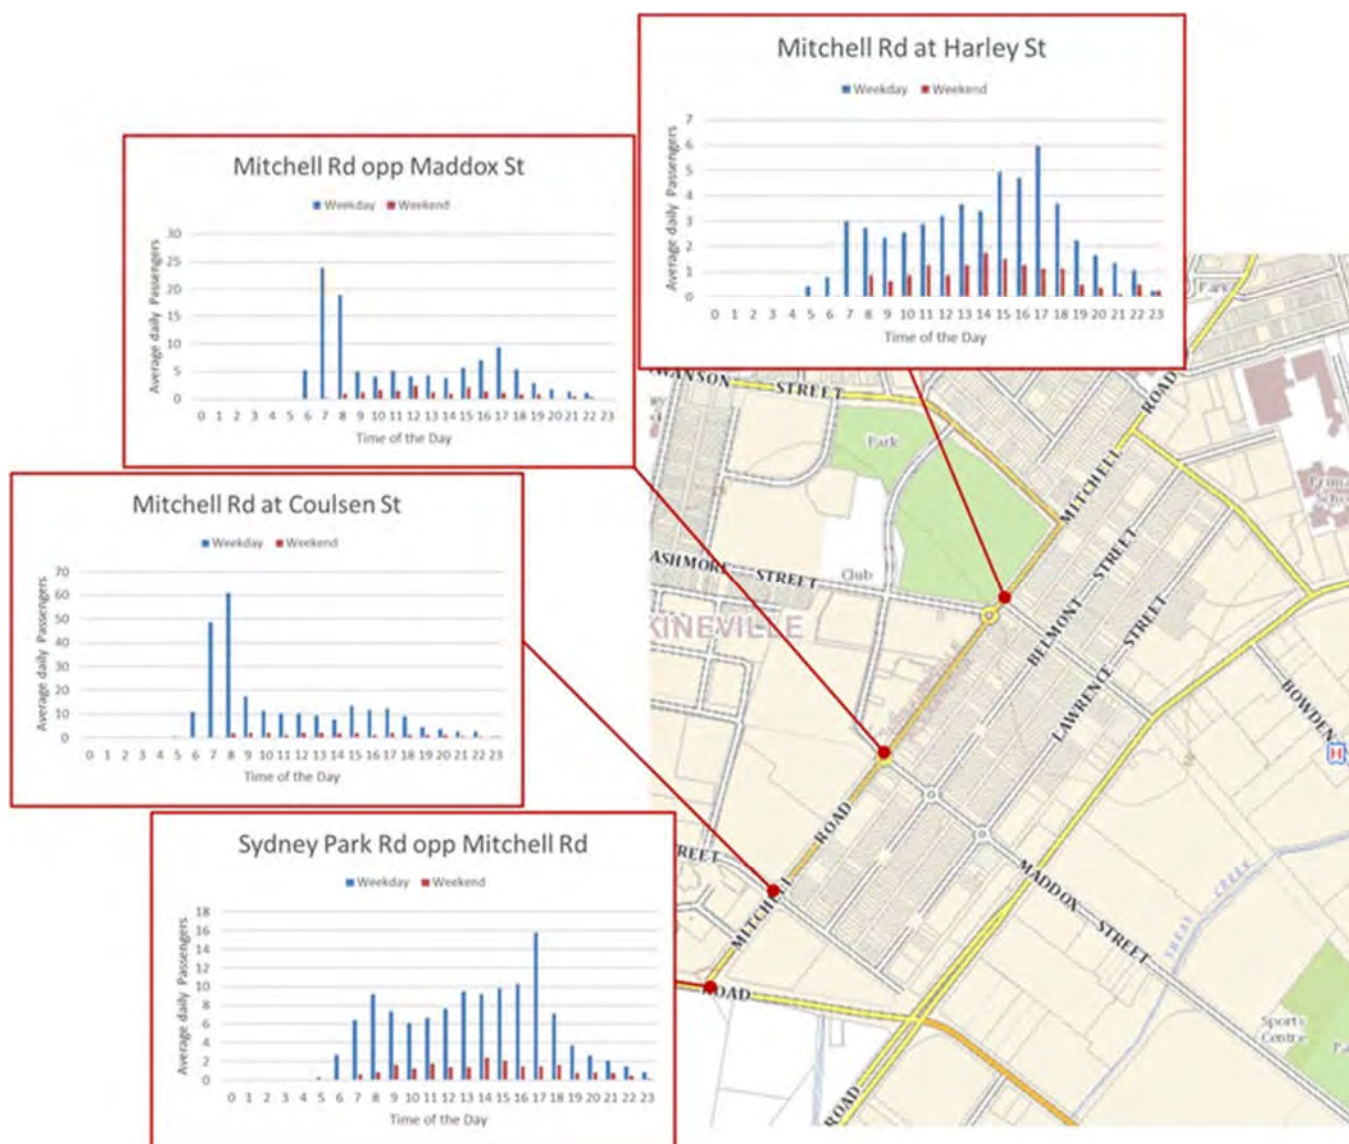 Mitchell Rd at Harley St
Weekday Weekend
Average daily Passengers
7
6
5
4
3
2
1
0
0 1 2 3 4 5 6 7 8 9 10 11 12 13 14 15 16 17 18 19 20 21 22 23
Time of the Day
Mitchell Rd opp Maddox St
Weekday Weekend
Average daily Passengers
30
25
20
15
10
5
0
0 1 2 3 4 5 6 7 8 9 10 11 12 13 14 15 16 17 18 19 20 21 22 23
Time of the Day
Mitchell Rd at Coulsen St
Weekday Weekend
Average daily Passengers
70
60
50
40
30
20
10
0
0 1 2 3 4 5 6 7 8 9 10 11 12 13 14 15 16 17 18 19 20 21 22 23
Time of the Day
Sydney Park Rd opp Mitchell Rd
Weekday Weekend
Average daily Passengers
18
16
14
12
10
8
6
4
2
0
0 1 2 3 4 5 6 7 8 9 10 11 12 13 14 15 16 17 18 19 20 21 22 23
Time of the Day
Park
WANSON STREET
ROAD
MITCHELL
Park
ASHMORE STREET
Club
KINEVILLE
BELMONT STREET
LAWRENCE STREET
BOWDEN
H
ROAD
MITCHELL
REET
MADDOX STREET
ROAD
Sports
Centre
Pa
ROAD